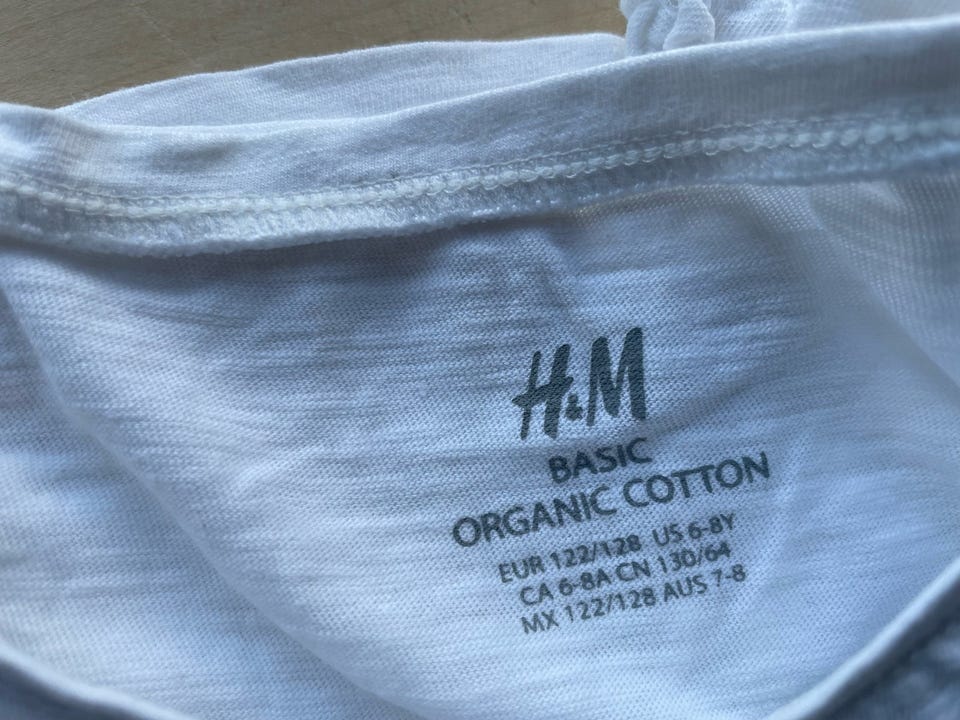 H&M
BASIC
ORGANIC COTTON
EUR 122/128 US 6-8Y
CA 6-8A CN 130/64
MX 122/128 AUS 7-8